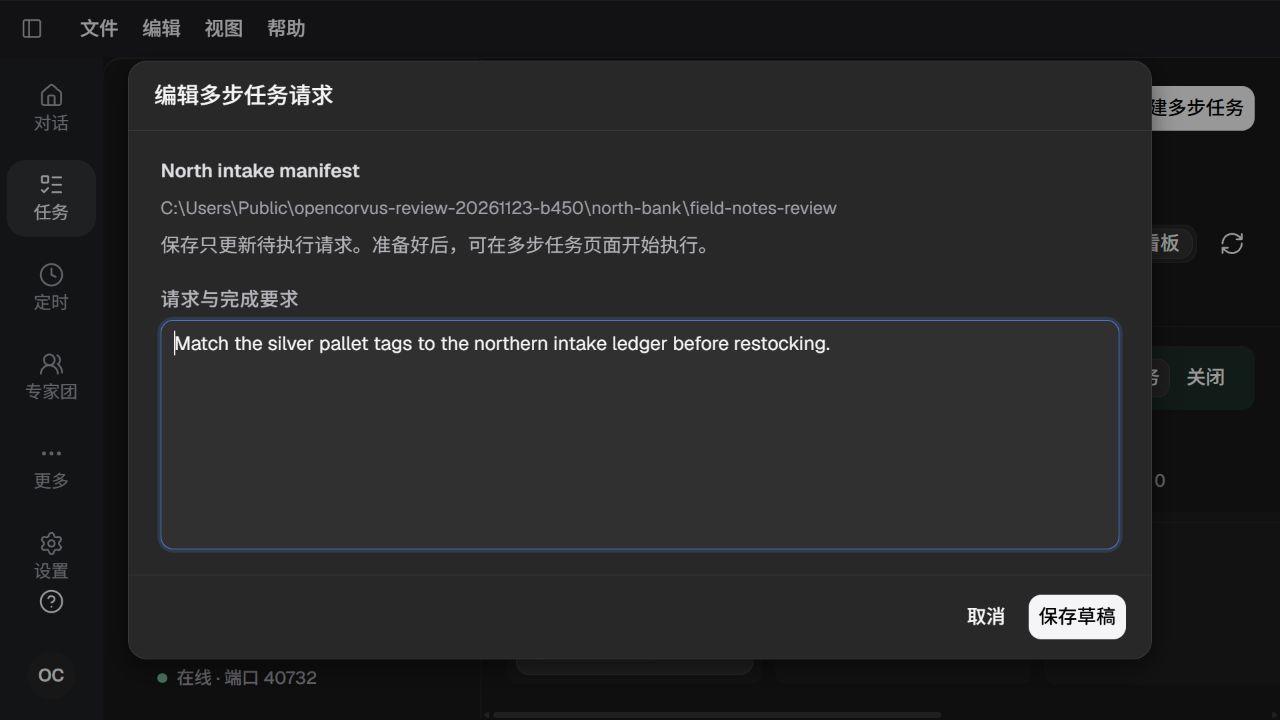 文件 编辑 视图 帮助
对话
任务
定时
专家团
更多
设置
OC
编辑多步任务请求
North intake manifest
C:\Users\Public\opencorvus-review-20261123-b450\north-bank\field-notes-review
保存只更新待执行请求。准备好后，可在多步任务页面开始执行。
请求与完成要求
Match the silver pallet tags to the northern intake ledger before restocking.
取消 保存草稿
建多步任务
看板
务 关闭
0
在线 · 端口 40732